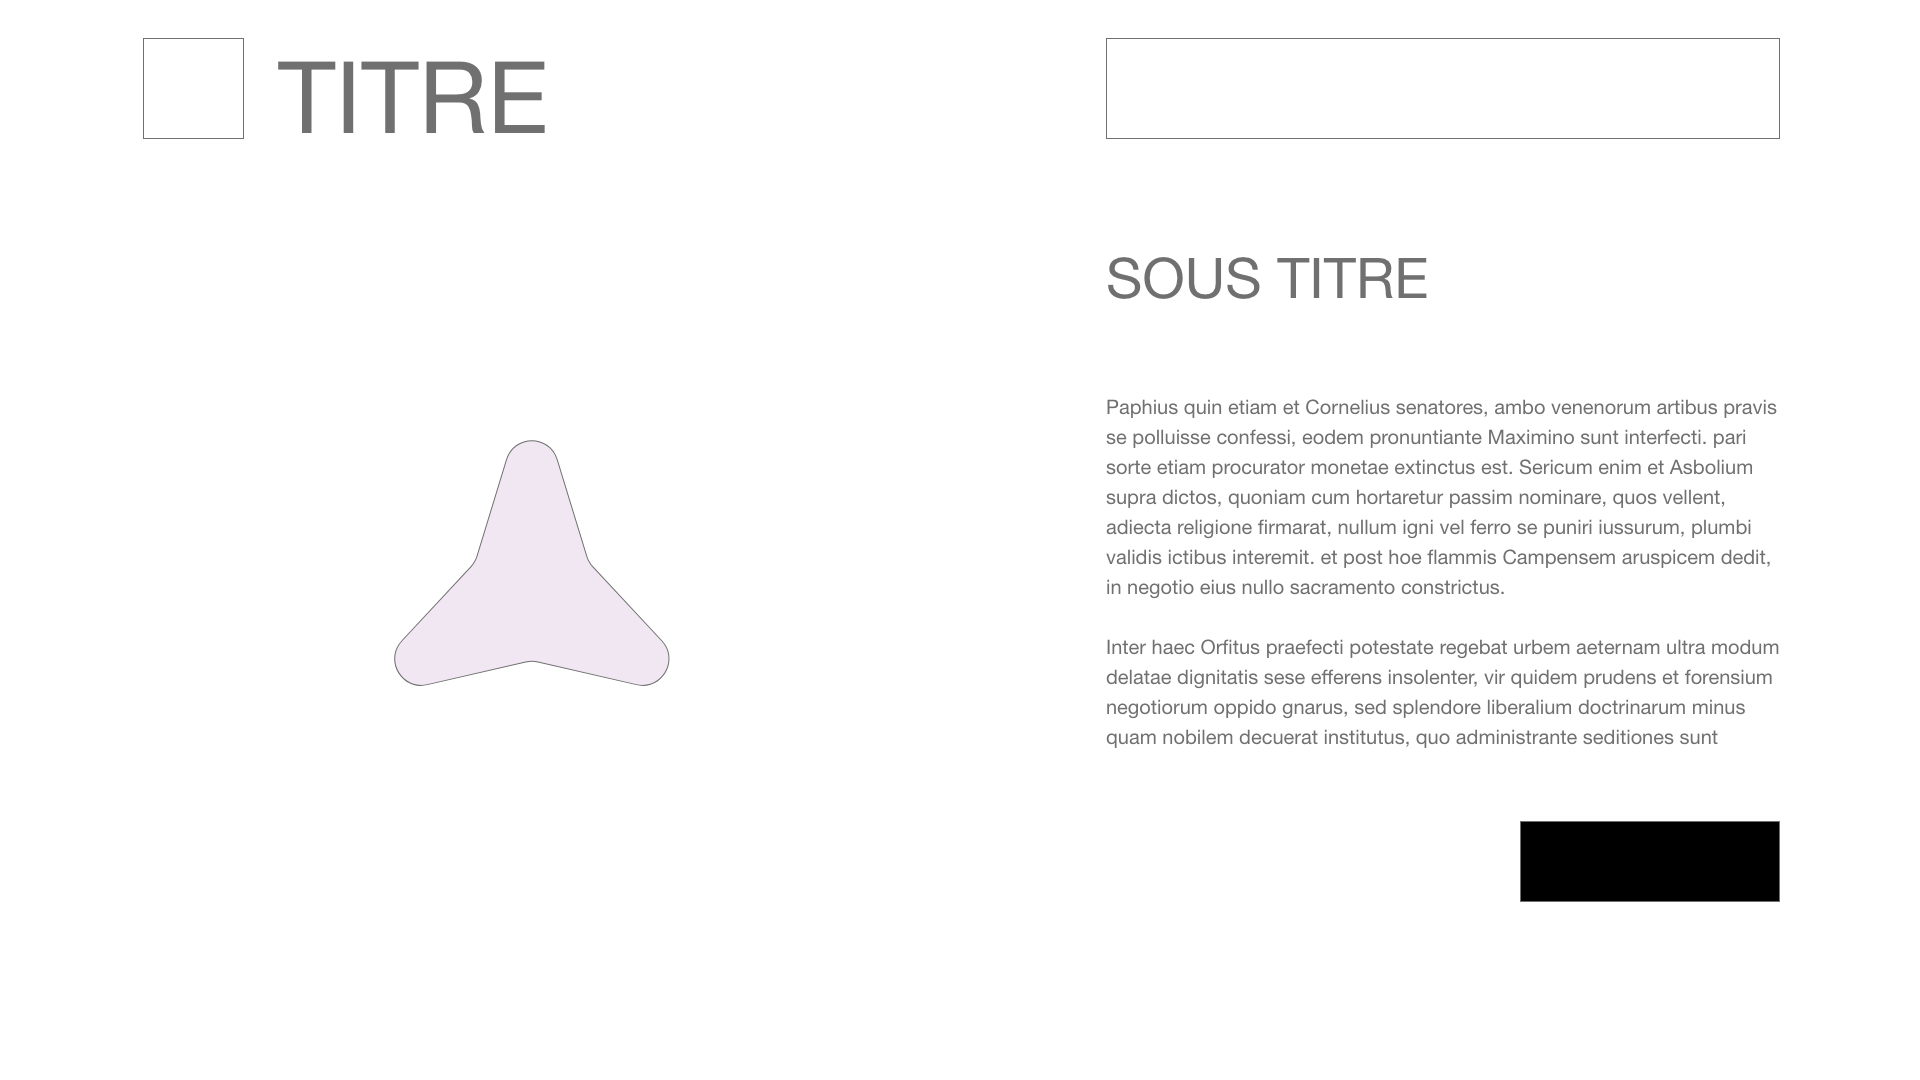 TITRE
SOUS TITRE
Paphius quin etiam et Cornelius senatores, ambo venenorum artibus pravis
se polluisse confessi, eodem pronuntiante Maximino sunt interfecti. pari
sorte etiam procurator monetae extinctus est. Sericum enim et Asbolium
supra dictos, quoniam cum hortaretur passim nominare, quos vellent,
adiecta religione firmarat, nullum igni vel ferro se puniri iussurum, plumbi
validis ictibus interemit. et post hoe flammis Campensem aruspicem dedit,
in negotio eius nullo sacramento constrictus.
Inter haec Orfitus praefecti potestate regebat urbem aeternam ultra modum
delatae dignitatis sese efferens insolenter, vir quidem prudens et forensium
negotiorum oppido gnarus, sed splendore liberalium doctrinarum minus
quam nobilem decuerat institutus, quo administrante seditiones sunt